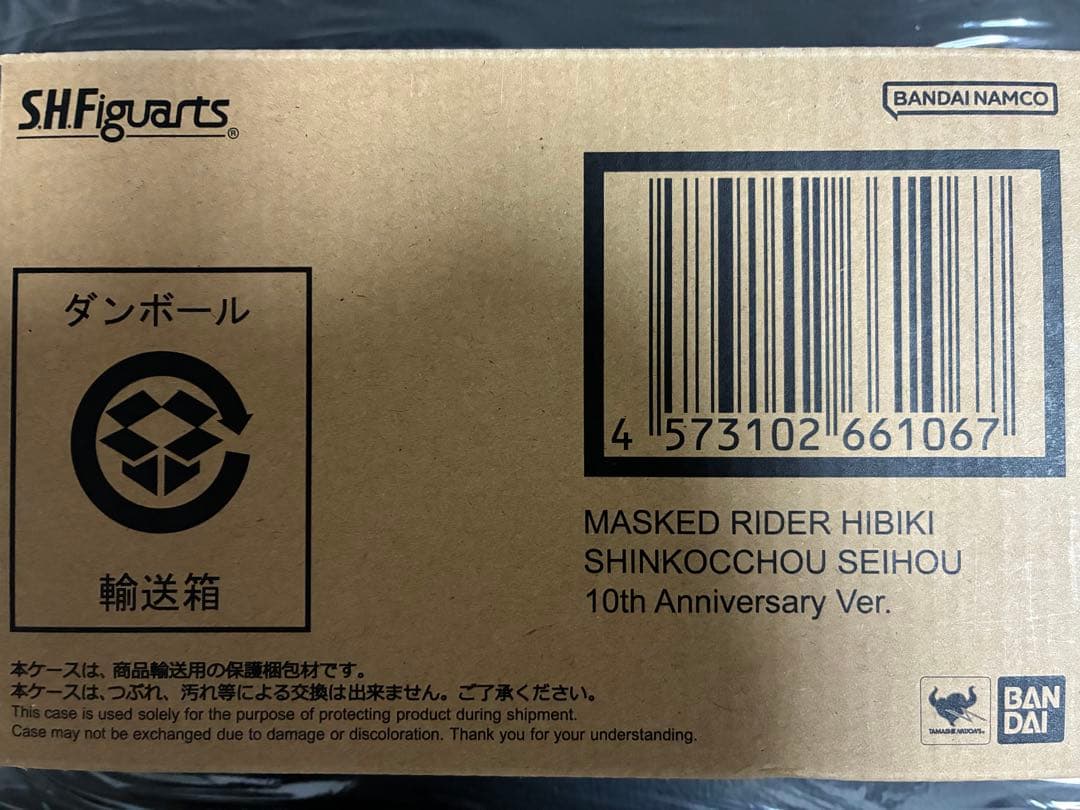 S.H.Figuarts®
BANDAI NAMCO
ダンボール
輸送箱
4 573102 661067
MASKED RIDER HIBIKI
SHINKOCCHOU SEIHOU
10th Anniversary Ver.
本ケースは、商品輸送用の保護梱包材です。
本ケースは、つぶれ、汚れ等による交換は出来ません。ご了承ください。
This case is used solely for the purpose of protecting product during shipment.
Case may not be exchanged due to damage or discoloration. Thank you for your understanding.
TAMASHII NATIONS
BAN
DAI